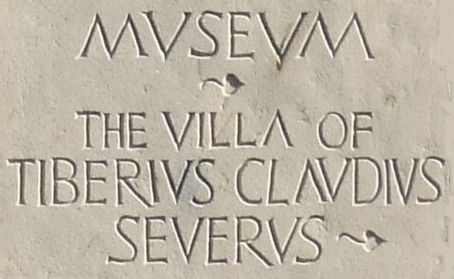 MVSEVM
THE VILLA OF
TIBERIVS CLAVDIVS
SEVERVS